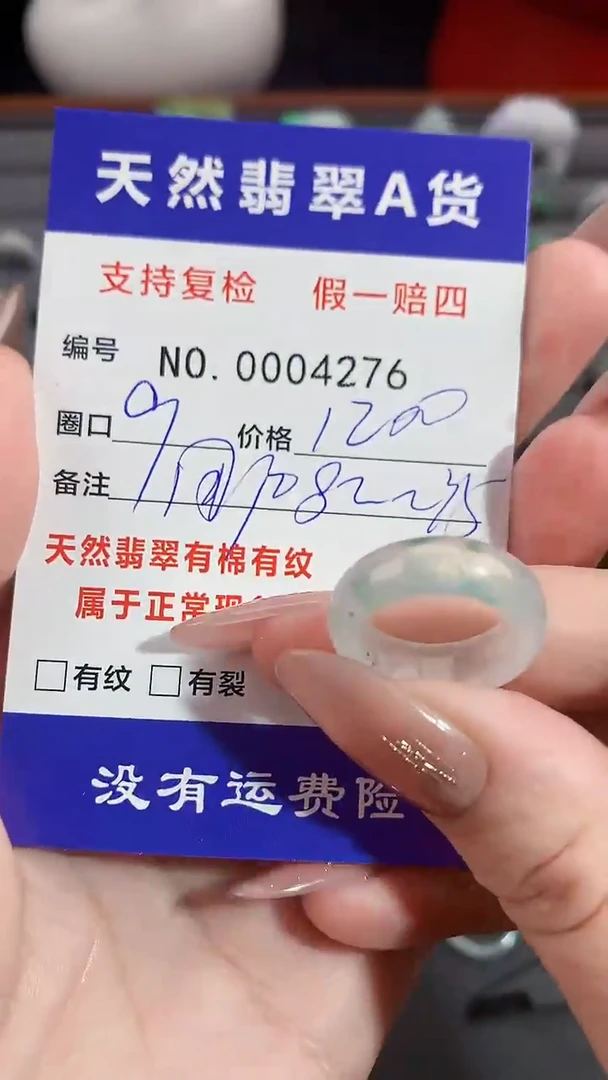 天然翡翠A货
支持复检 假一赔四
编号 NO.0004276
圈口 价格 1200
备注
天然翡翠有棉有纹
属于正常现
□有纹 □有裂
没有运费险